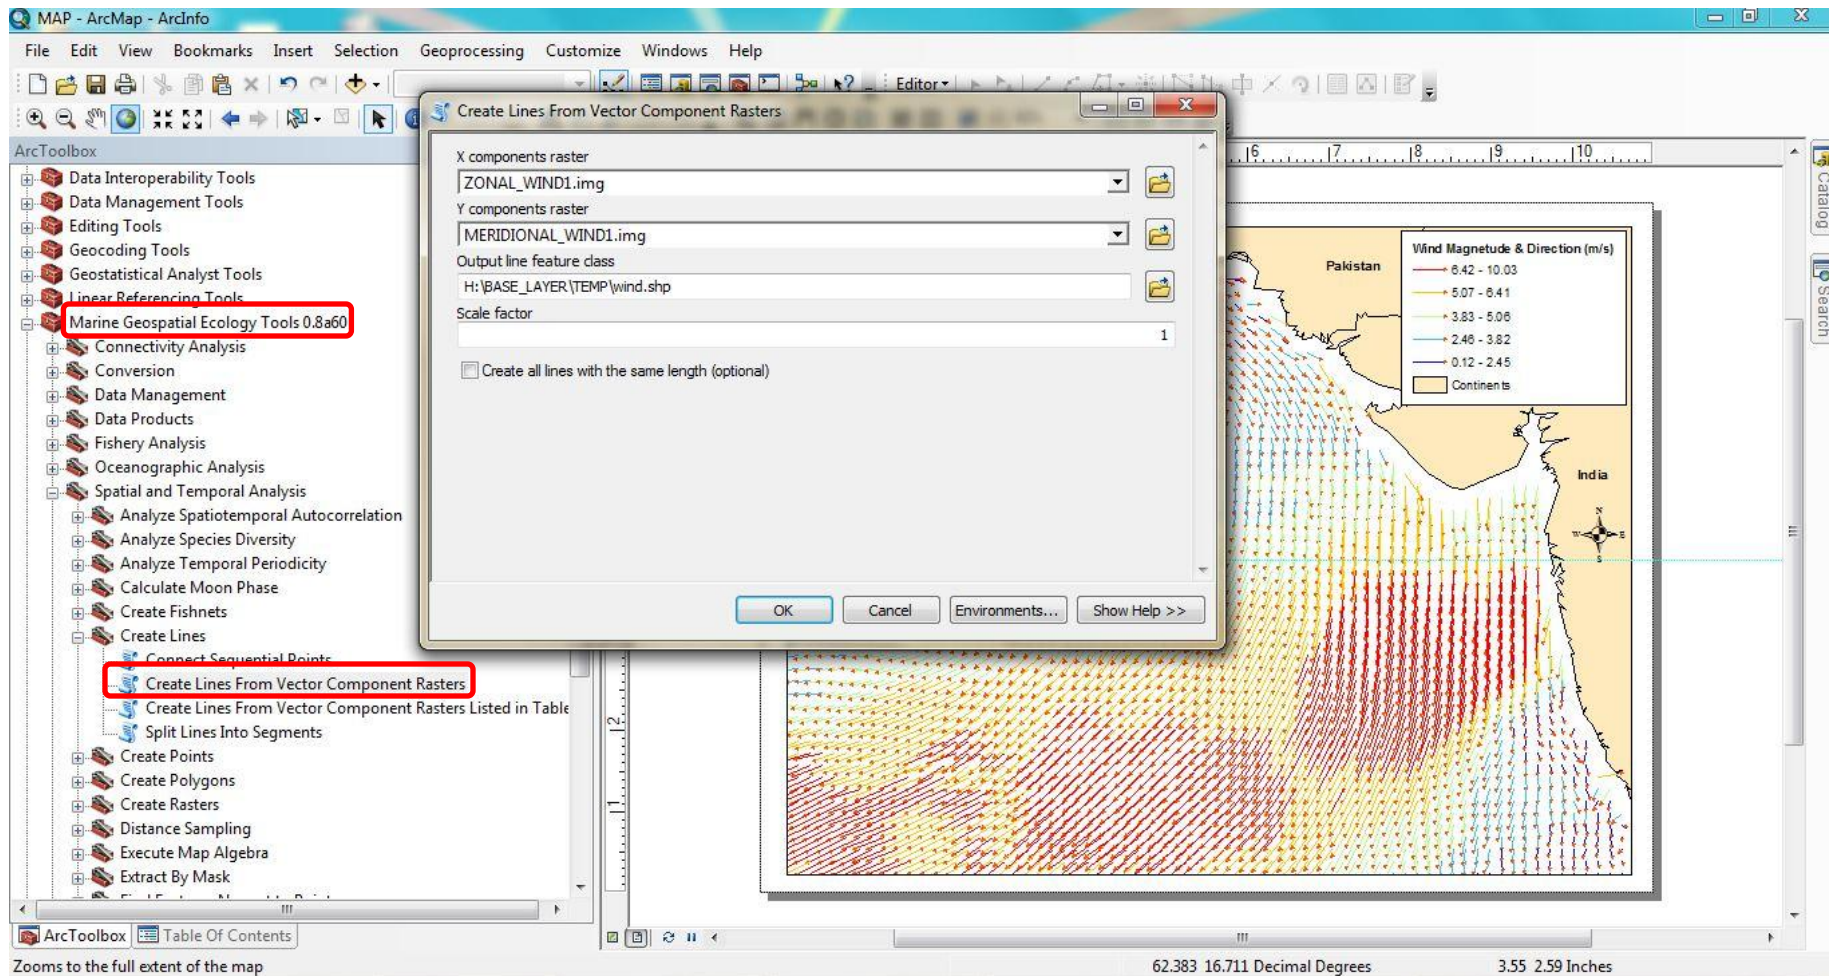 MAP - ArcMap - ArcInfo
File Edit View Bookmarks Insert Selection Geoprocessing Customize Windows Help
Editor
ArcToolbox
Data Interoperability Tools
Data Management Tools
Editing Tools
Geocoding Tools
Geostatistical Analyst Tools
Linear Referencing Tools
Marine Geospatial Ecology Tools 0.8a60
Connectivity Analysis
Conversion
Data Management
Data Products
Fishery Analysis
Oceanographic Analysis
Spatial and Temporal Analysis
Analyze Spatiotemporal Autocorrelation
Analyze Species Diversity
Analyze Temporal Periodicity
Calculate Moon Phase
Create Fishnets
Create Lines
Connect Sequential Points
Create Lines From Vector Component Rasters
Create Lines From Vector Component Rasters Listed in Table
Split Lines Into Segments
Create Points
Create Polygons
Create Rasters
Distance Sampling
Execute Map Algebra
Extract By Mask
ArcToolbox Table Of Contents
Create Lines From Vector Component Rasters
X components raster
ZONAL_WIND1.img
Y components raster
MERIDIONAL_WIND1.img
Output line feature class
H:\BASE_LAYER\TEMP\wind.shp
Scale factor
1
Create all lines with the same length (optional)
OK Cancel Environments... Show Help >>
6 7 8 9 10
2
1
Pakistan
Wind Magnetude & Direction (m/s)
6.42 - 10.03
5.07 - 6.41
3.83 - 5.06
2.46 - 3.82
0.12 - 2.45
Continents
India
N
W E
S
Catalog
Search
Zooms to the full extent of the map
62.383 16.711 Decimal Degrees
3.55 2.59 Inches